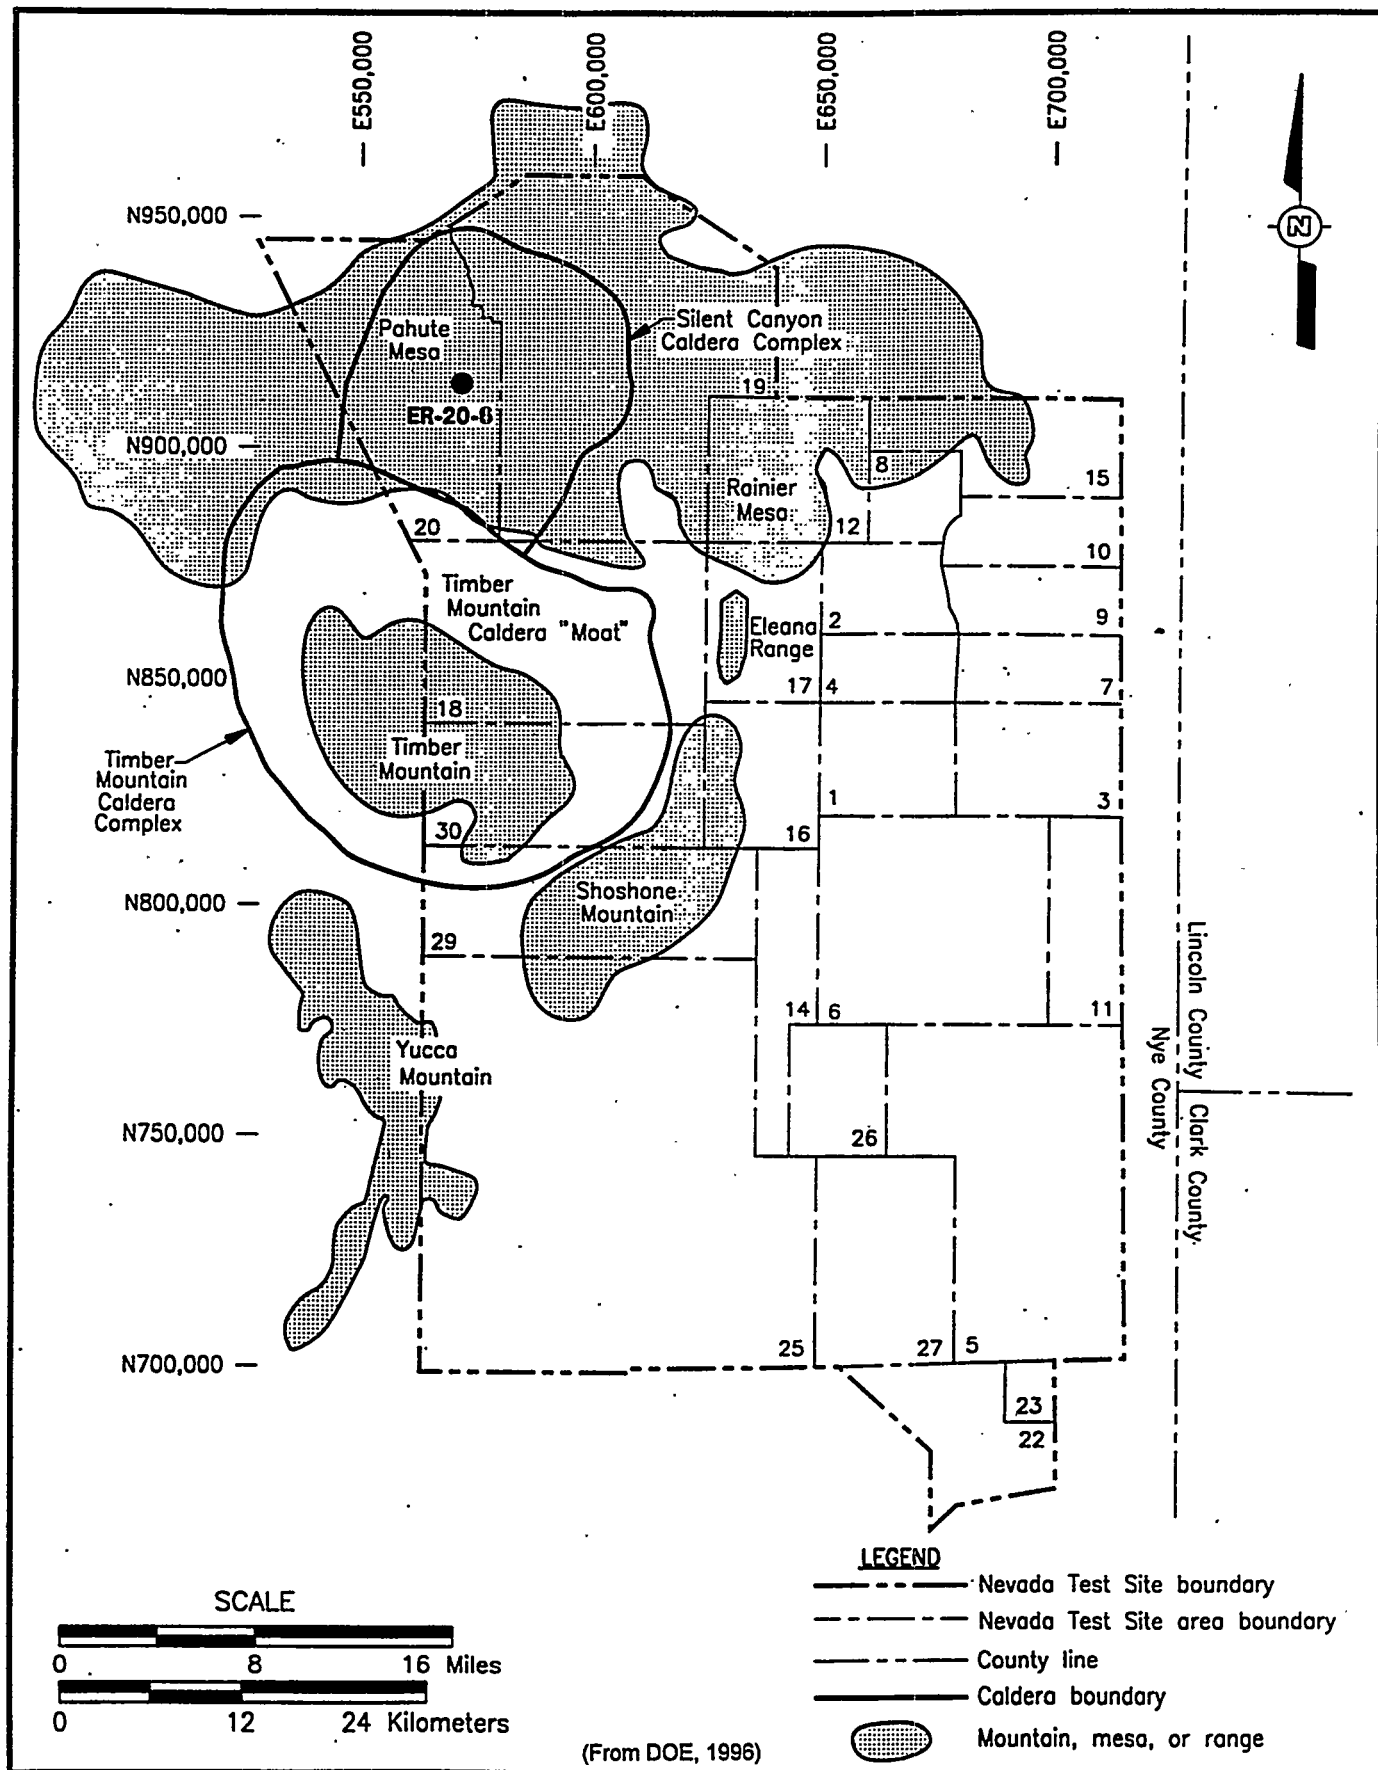 E550,000
E600,000
E650,000
E700,000
N950,000
N
Silent Canyon
Caldera Complex
Pahute
Mesa
ER-20-6
19
N900,000
8
15
Rainier
Mesa
20
12
10
Timber
Mountain
Caldera "Moat"
Eleana
Range
2
9
N850,000
17
4
7
18
Timber
Mountain
Timber
Mountain
Caldera
Complex
1
3
30
16
N800,000
Shoshone
Mountain
29
Lincoln County
Nye County
Clark County
14
6
11
Yucca
Mountain
N750,000
26
N700,000
25
27
5
23
22
LEGEND
Nevada Test Site boundary
Nevada Test Site area boundary
County line
Caldera boundary
Mountain, mesa, or range
SCALE
0 8 16 Miles
0 12 24 Kilometers
(From DOE, 1996)